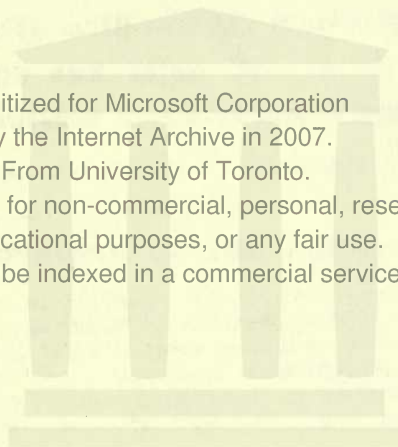 itized for Microsoft Corporation
y the Internet Archive in 2007.
From University of Toronto.
for non-commercial, personal, rese
cational purposes, or any fair use.
be indexed in a commercial service